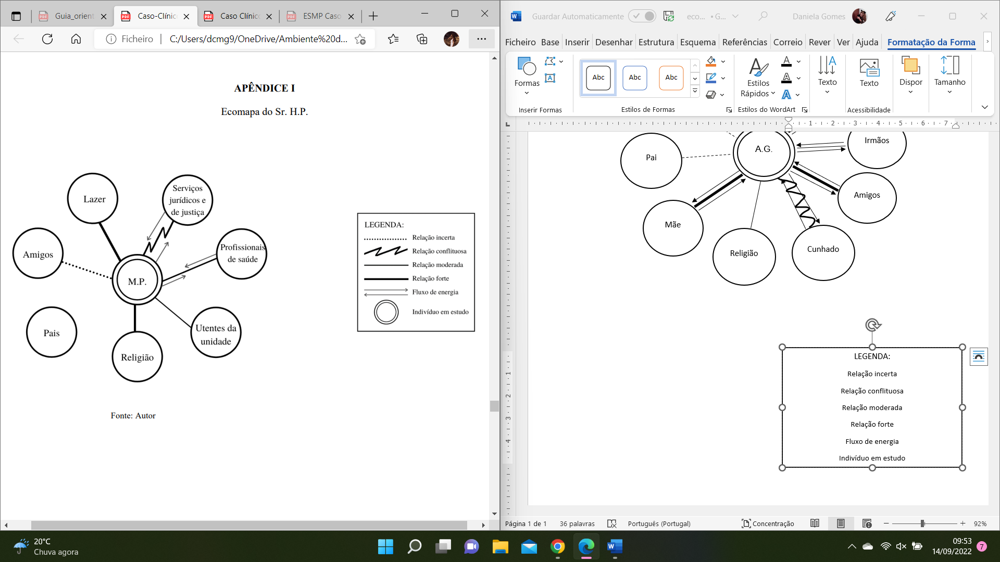 Guia_orient
Caso-Clínic
Caso Clínic
ESMP Caso
Ficheiro
C:/Users/dcmg9/OneDrive/Ambiente%20d...
APÊNDICE I
Ecomapa do Sr. H.P.
Lazer
Serviços
jurídicos e
de justiça
Amigos
Profissionais
de saúde
M.P.
Pais
Religião
Utentes da
unidade
LEGENDA:
Relação incerta
Relação conflituosa
Relação moderada
Relação forte
Fluxo de energia
Indivíduo em estudo
Fonte: Autor
Guardar Automaticamente
eco... • G...
Daniela Gomes
Ficheiro Base Inserir Desenhar Estrutura Esquema Referências Correio Rever Ver Ajuda Formatação da Forma
Formas
Inserir Formas
Abc Abc Abc
Estilos de Formas
Estilos
Rápidos
Estilos do WordArt
Texto
Texto
Acessibilidade
Dispor
Tamanho
1 2 3 4 5 6 7
1
2
3
4
Pai
A.G.
Irmãos
Amigos
Mãe
Religião
Cunhado
LEGENDA:
Relação incerta
Relação conflituosa
Relação moderada
Relação forte
Fluxo de energia
Indivíduo em estudo
Página 1 de 1
36 palavras
Português (Portugal)
Concentração
92%
20°C
Chuva agora
09:53
14/09/2022
7